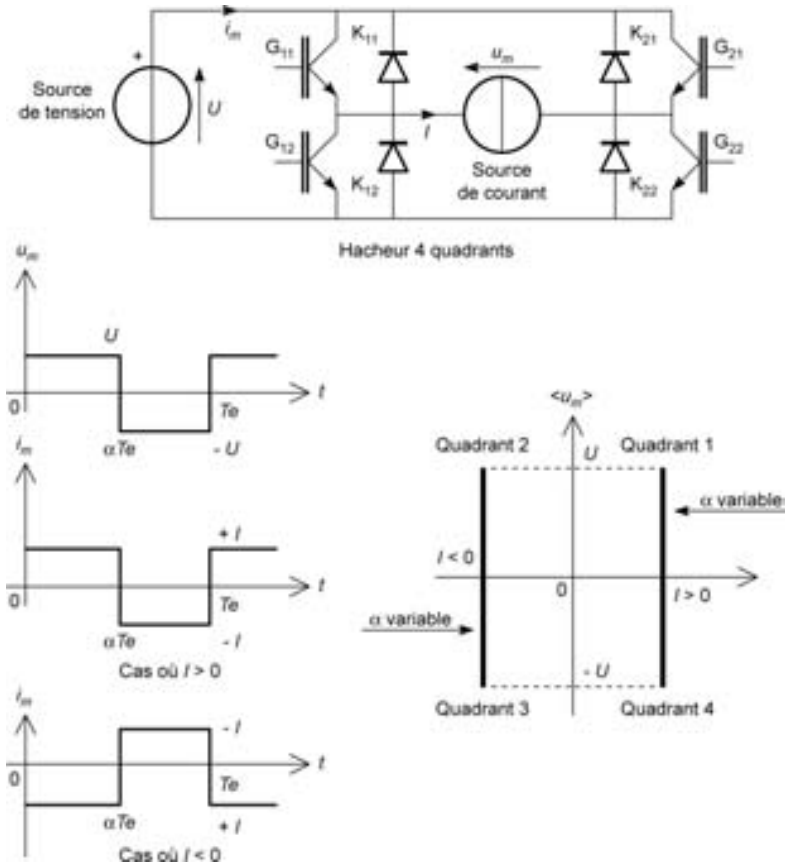 i_m
K₁₁
K₂₁
G₁₁
u_m
G₂₁
+
Source
de tension
U
G₁₂
I
G₂₂
K₁₂
Source
de courant
K₂₂
Hacheur 4 quadrants
u_m
U
0
t
αTe
Te
- U
i_m
+ I
0
t
αTe
Te
- I
Cas où I > 0
i_m
- I
0
t
αTe
Te
+ I
Cas où I < 0
<u_m>
Quadrant 2
U
Quadrant 1
α variable
I < 0
0
I > 0
α variable
- U
Quadrant 3
Quadrant 4